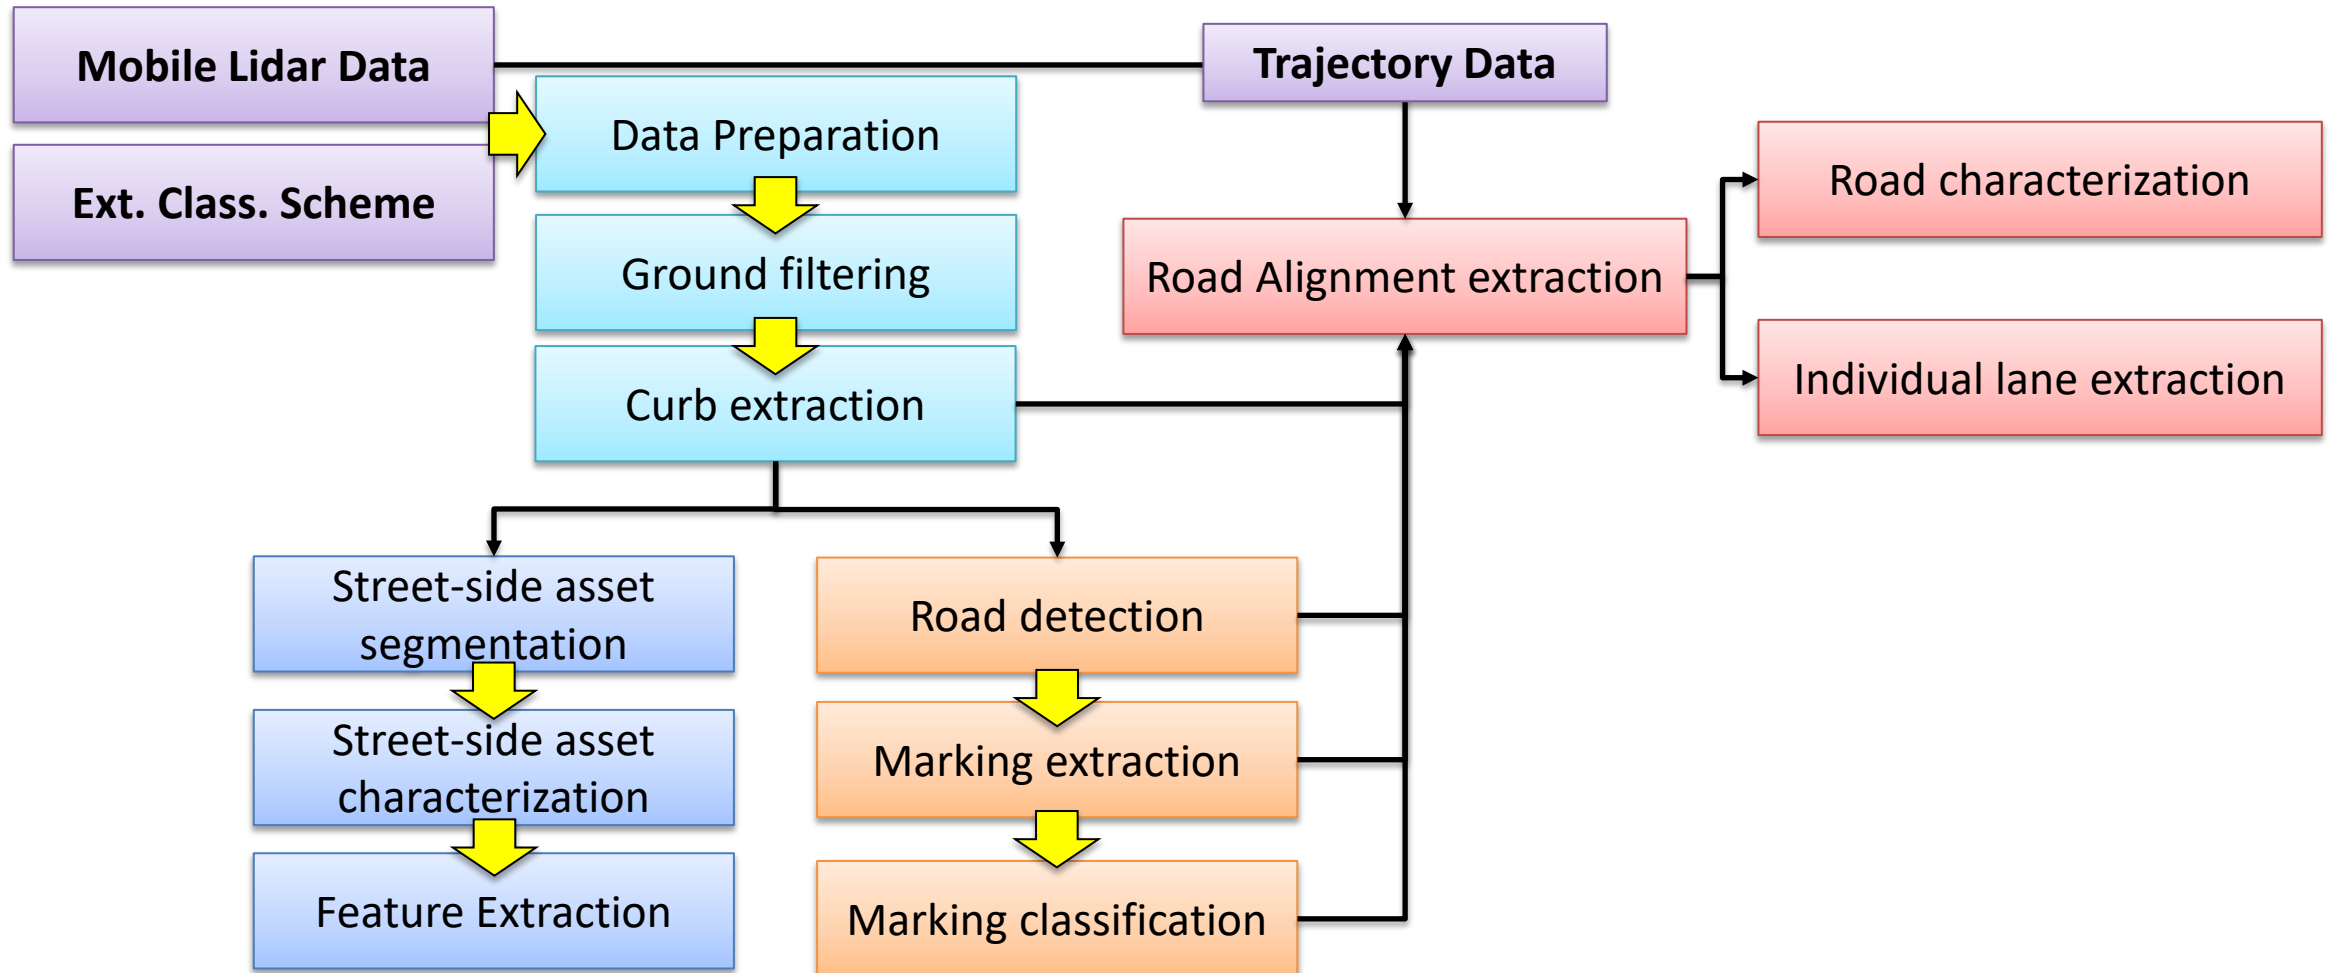 Mobile Lidar Data
Trajectory Data
Data Preparation
Ext. Class. Scheme
Road characterization
Ground filtering
Road Alignment extraction
Individual lane extraction
Curb extraction
Street-side asset
segmentation
Road detection
Street-side asset
characterization
Marking extraction
Feature Extraction
Marking classification